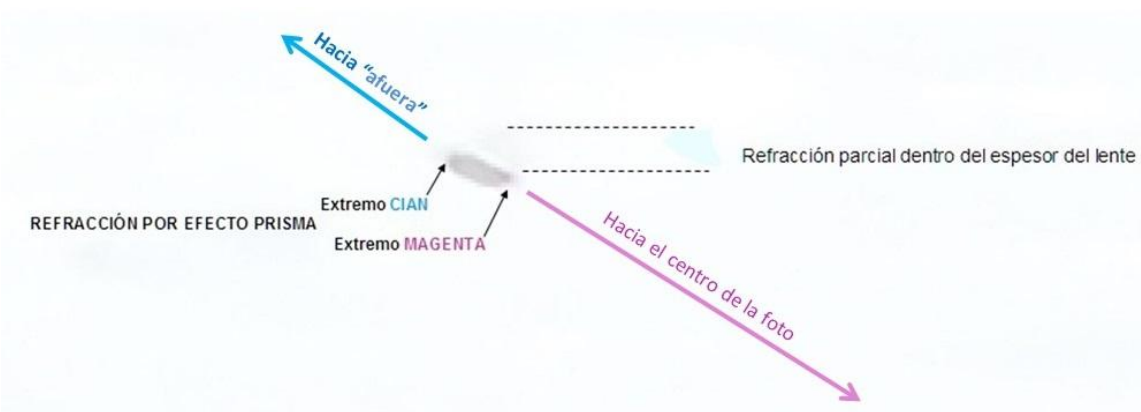 Hacia “afuera”
Refracción parcial dentro del espesor del lente
Extremo CIAN
REFRACCIÓN POR EFECTO PRISMA
Extremo MAGENTA
Hacia el centro de la foto